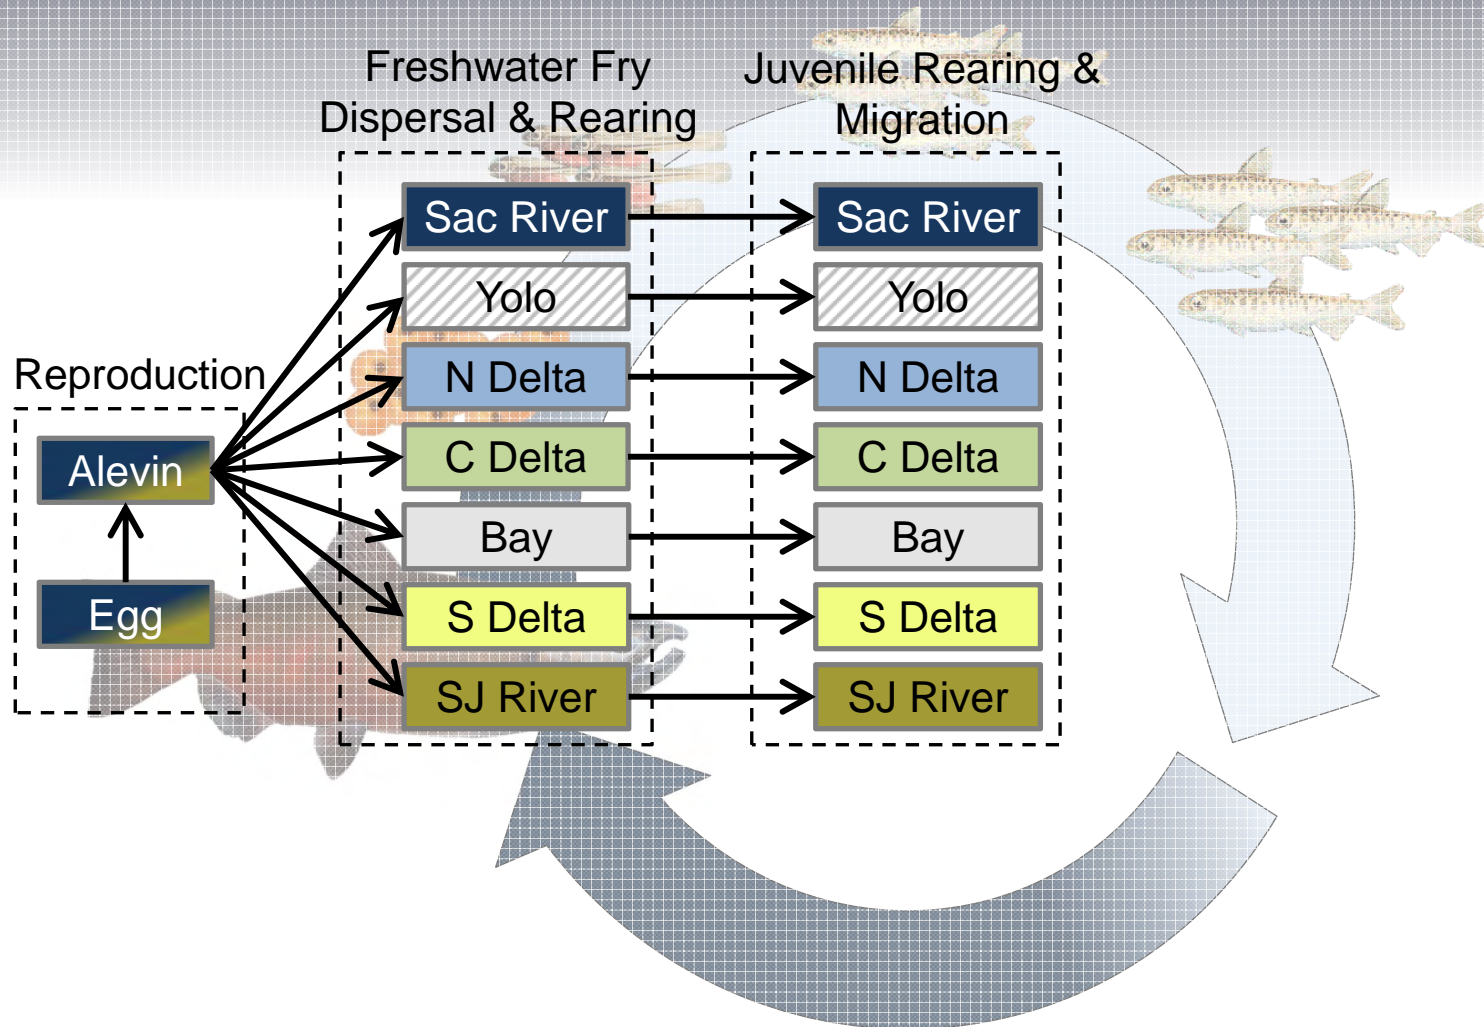 Freshwater Fry
Dispersal & Rearing
Juvenile Rearing &
Migration
Reproduction
Alevin
Egg
Sac River
Yolo
N Delta
C Delta
Bay
S Delta
SJ River
Sac River
Yolo
N Delta
C Delta
Bay
S Delta
SJ River